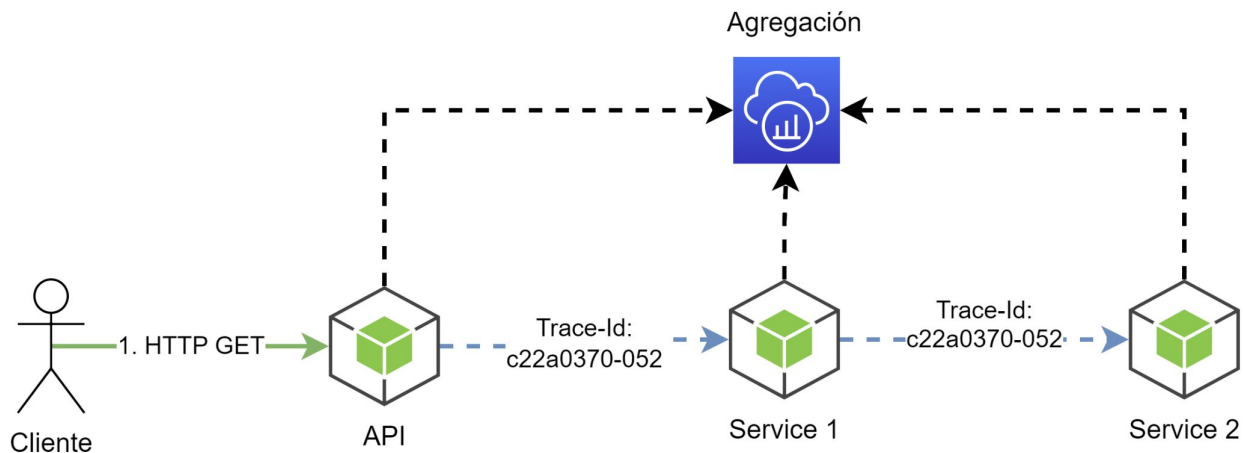 Agregación
1. HTTP GET
Trace-Id:
c22a0370-052
Trace-Id:
c22a0370-052
Cliente
API
Service 1
Service 2